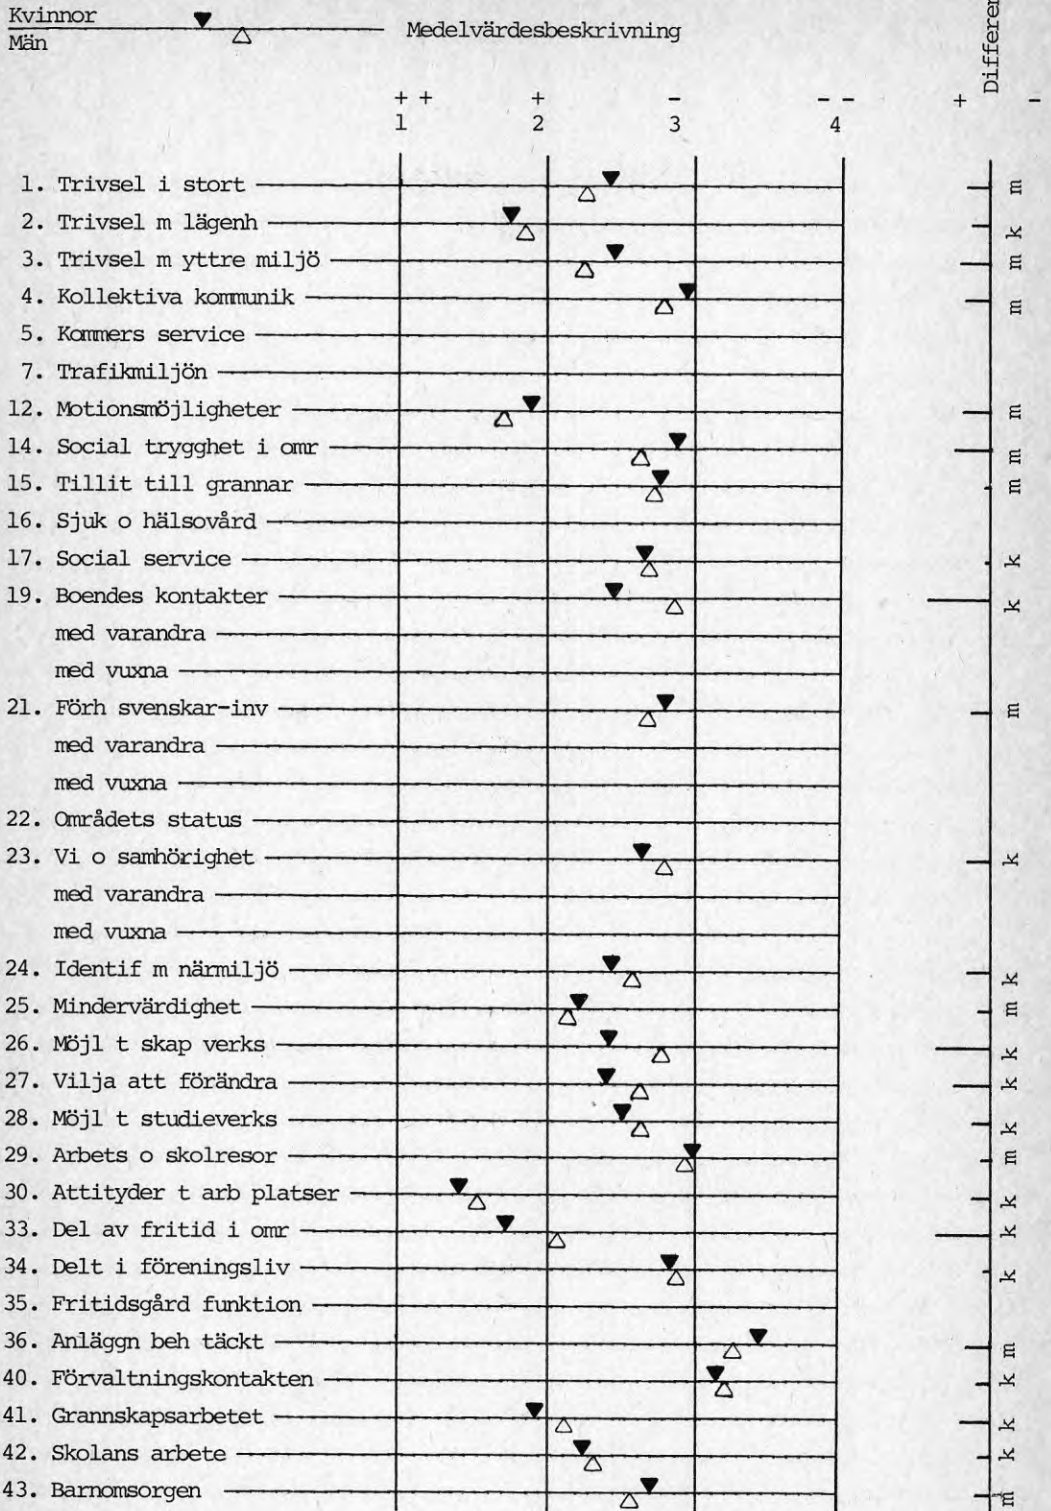 Kvinnor
Män
Medelvärdesbeskrivning
Differen
+ + + - - - + -
1 2 3 4
1. Trivsel i stort m
2. Trivsel m lägenh k
3. Trivsel m yttre miljö m
4. Kollektiva kommunik m
5. Kommers service
7. Trafikmiljön
12. Motionsmöjligheter m
14. Social trygghet i omr m
15. Tillit till grannar m
16. Sjuk o hälsovård
17. Social service k
19. Boendes kontakter k
med varandra
med vuxna
21. Förh svenskar-inv m
med varandra
med vuxna
22. Områdets status
23. Vi o samhörighet k
med varandra
med vuxna
24. Identif m närmiljö k
25. Mindervärdighet m
26. Möjl t skap verks k
27. Vilja att förändra k
28. Möjl t studieverks k
29. Arbets o skolresor m
30. Attityder t arb platser k
33. Del av fritid i omr k
34. Delt i föreningsliv k
35. Fritidsgård funktion
36. Anläggn beh täckt m
40. Förvaltningskontakten k
41. Grannskapsarbetet k
42. Skolans arbete k
43. Barnomsorgen m